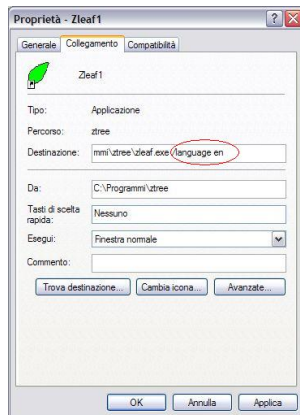 Proprietà - Zleaf1
Generale Collegamento Compatibilità
Zleaf1
Tipo: Applicazione
Percorso: ztree
Destinazione: mmi\ztree\zleaf.exe /language en
Da: C:\Programmi\ztree
Tasti di scelta rapida: Nessuno
Esegui: Finestra normale
Commento:
Trova destinazione... Cambia icona... Avanzate...
OK Annulla Applica